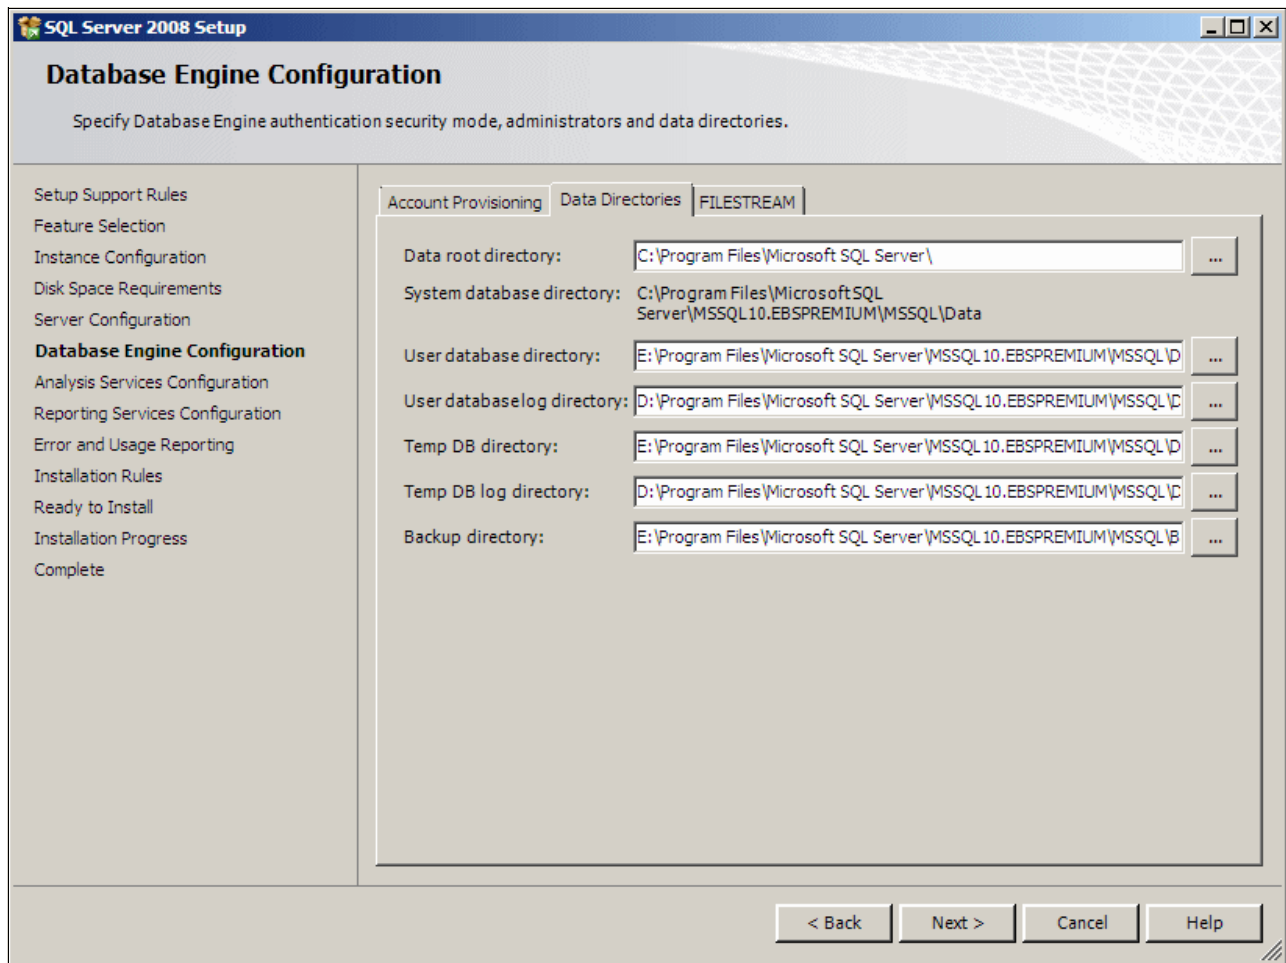 SQL Server 2008 Setup
Database Engine Configuration
Specify Database Engine authentication security mode, administrators and data directories.
Setup Support Rules
Feature Selection
Instance Configuration
Disk Space Requirements
Server Configuration
Database Engine Configuration
Analysis Services Configuration
Reporting Services Configuration
Error and Usage Reporting
Installation Rules
Ready to Install
Installation Progress
Complete
Account Provisioning Data Directories FILESTREAM
Data root directory: C:\Program Files\Microsoft SQL Server\ ...
System database directory: C:\Program Files\Microsoft SQL
Server\MSSQL10.EBSPREMIUM\MSSQL\Data
User database directory: E:\Program Files\Microsoft SQL Server\MSSQL10.EBSPREMIUM\MSSQL\D ...
User database log directory: D:\Program Files\Microsoft SQL Server\MSSQL10.EBSPREMIUM\MSSQL\D ...
Temp DB directory: E:\Program Files\Microsoft SQL Server\MSSQL10.EBSPREMIUM\MSSQL\D ...
Temp DB log directory: D:\Program Files\Microsoft SQL Server\MSSQL10.EBSPREMIUM\MSSQL\D ...
Backup directory: E:\Program Files\Microsoft SQL Server\MSSQL10.EBSPREMIUM\MSSQL\B ...
< Back Next > Cancel Help